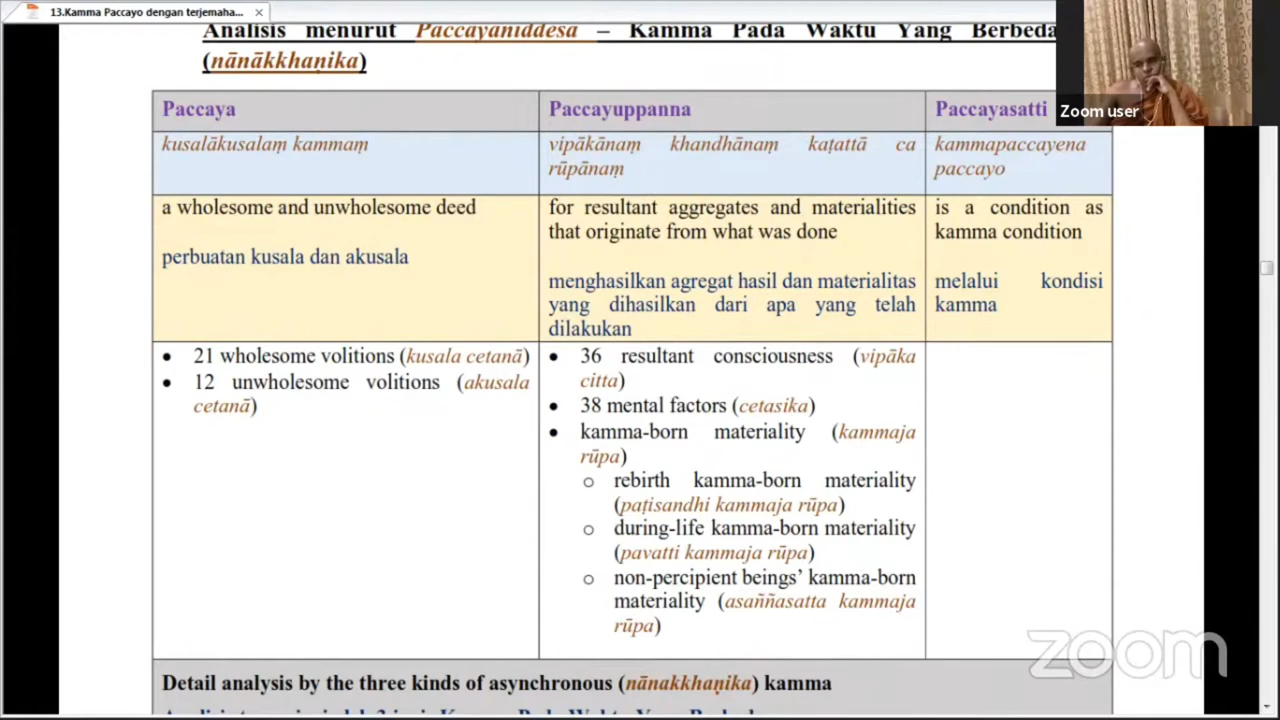 13.Kamma Paccayo dengan terjemaha...
Analisis menurut Paccayaniddesa – Kamma Pada Waktu Yang Berbeda
(nānākkhaṇika)
Zoom user
Paccaya
Paccayuppanna
Paccayasatti
kusalākusalaṃ kammaṃ
vipākānaṃ khandhānaṃ kaṭattā ca
rūpānaṃ
kammapaccayena
paccayo
a wholesome and unwholesome deed
perbuatan kusala dan akusala
for resultant aggregates and materialities
that originate from what was done
menghasilkan agregat hasil dan materialitas
yang dihasilkan dari apa yang telah
dilakukan
is a condition as
kamma condition
melalui kondisi
kamma
• 21 wholesome volitions (kusala cetanā)
• 12 unwholesome volitions (akusala
cetanā)
• 36 resultant consciousness (vipāka
citta)
• 38 mental factors (cetasika)
• kamma-born materiality (kammaja
rūpa)
o rebirth kamma-born materiality
(paṭisandhi kammaja rūpa)
o during-life kamma-born materiality
(pavatti kammaja rūpa)
o non-percipient beings’ kamma-born
materiality (asaññasatta kammaja
rūpa)
zoom
Detail analysis by the three kinds of asynchronous (nānakkhaṇika) kamma